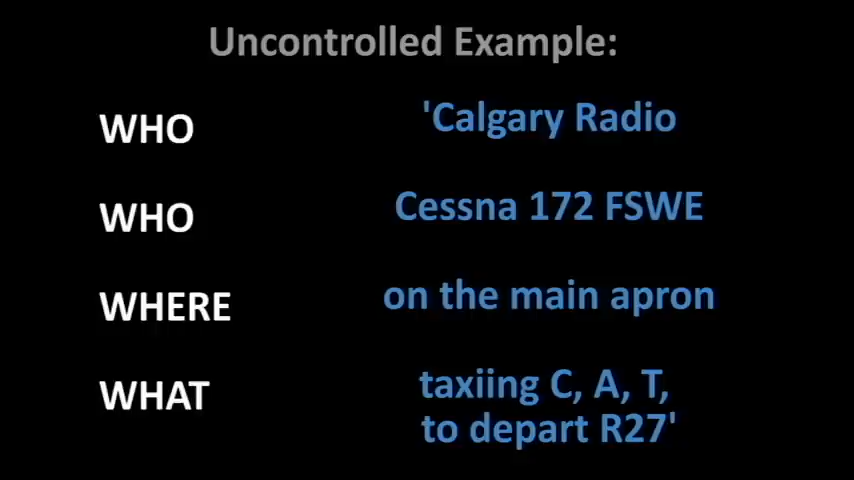 Uncontrolled Example:
WHO 'Calgary Radio
WHO Cessna 172 FSWE
WHERE on the main apron
WHAT taxiing C, A, T,
to depart R27'